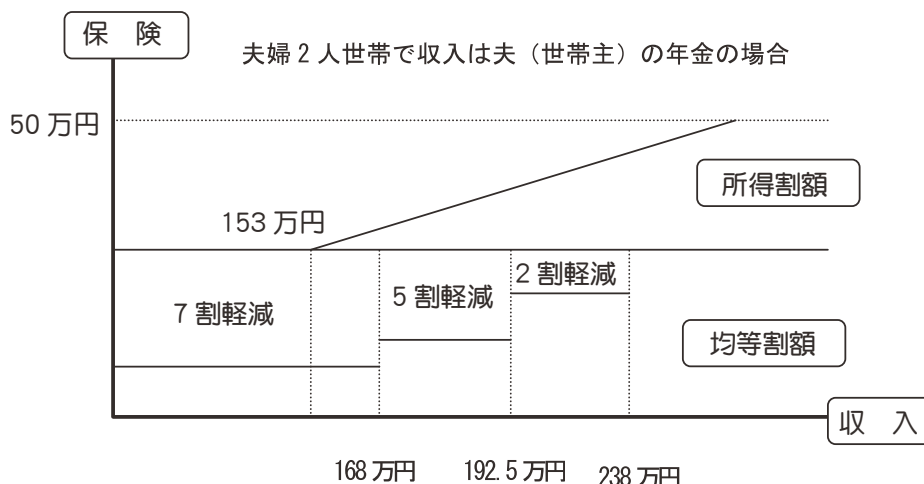 保 険
夫婦2人世帯で収入は夫（世帯主）の年金の場合
50万円
所得割額
153万円
2割軽減
5割軽減
7割軽減
均等割額
収 入
168万円
192.5万円
238万円